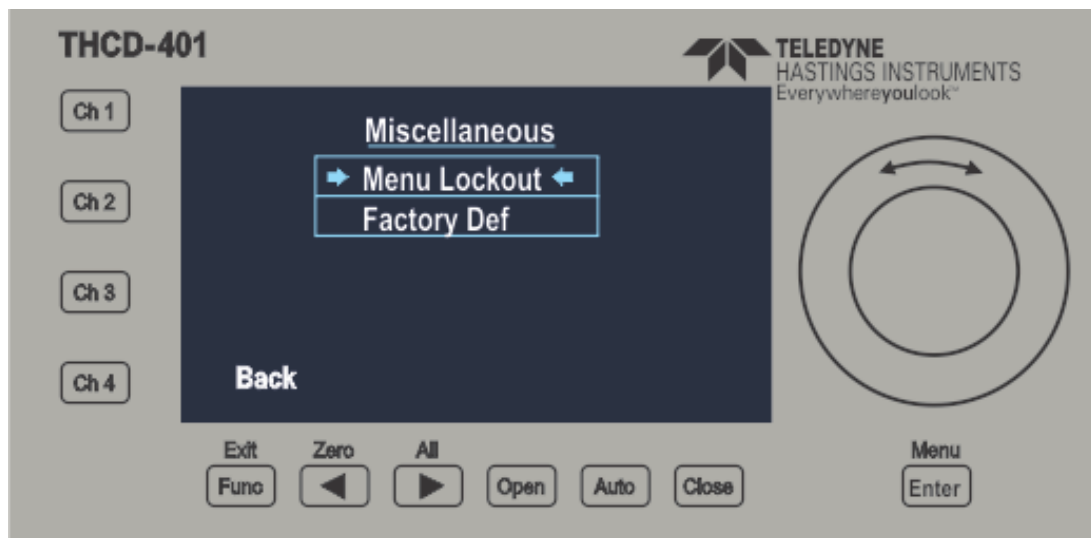 THCD-401
TELEDYNE
HASTINGS INSTRUMENTS
Everywhereyoulook™
Ch 1
Ch 2
Ch 3
Ch 4
Miscellaneous
Menu Lockout
Factory Def
Back
Exit Zero All Menu
Func Open Auto Close Enter